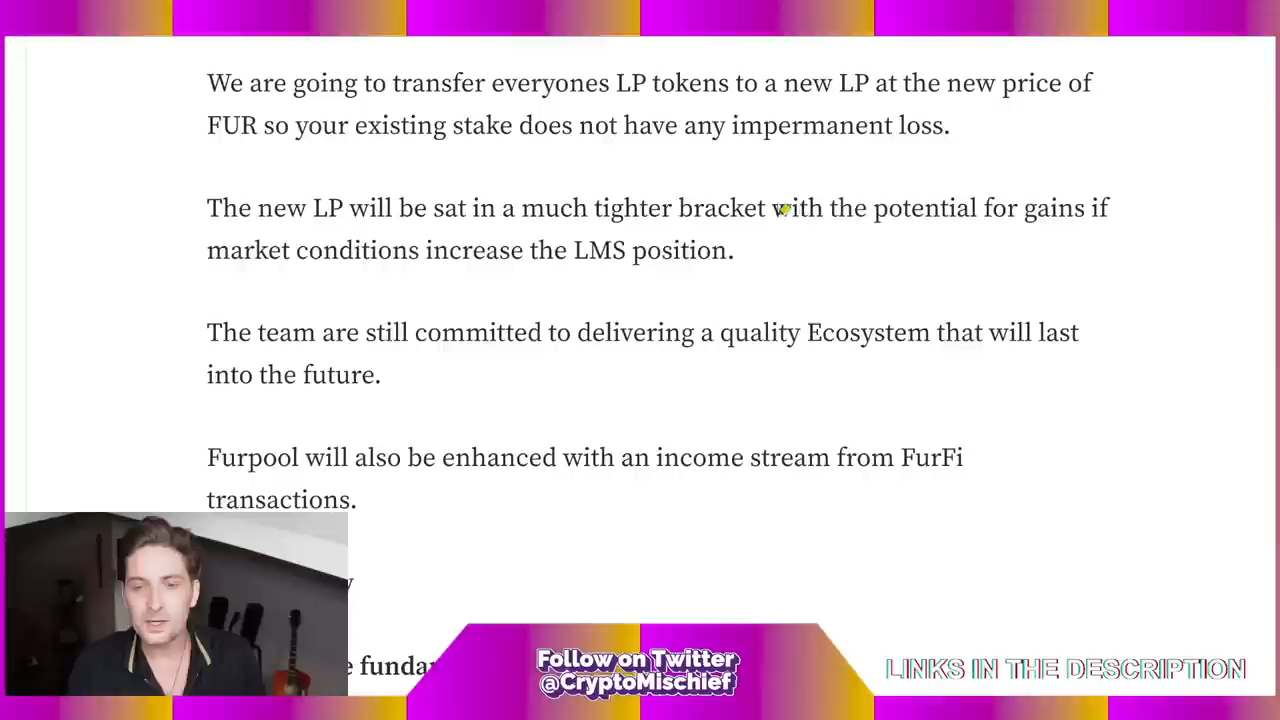 We are going to transfer everyones LP tokens to a new LP at the new price of
FUR so your existing stake does not have any impermanent loss.
The new LP will be sat in a much tighter bracket with the potential for gains if
market conditions increase the LMS position.
The team are still committed to delivering a quality Ecosystem that will last
into the future.
Furpool will also be enhanced with an income stream from FurFi
transactions.
Follow on Twitter
@CryptoMischief
LINKS IN THE DESCRIPTION